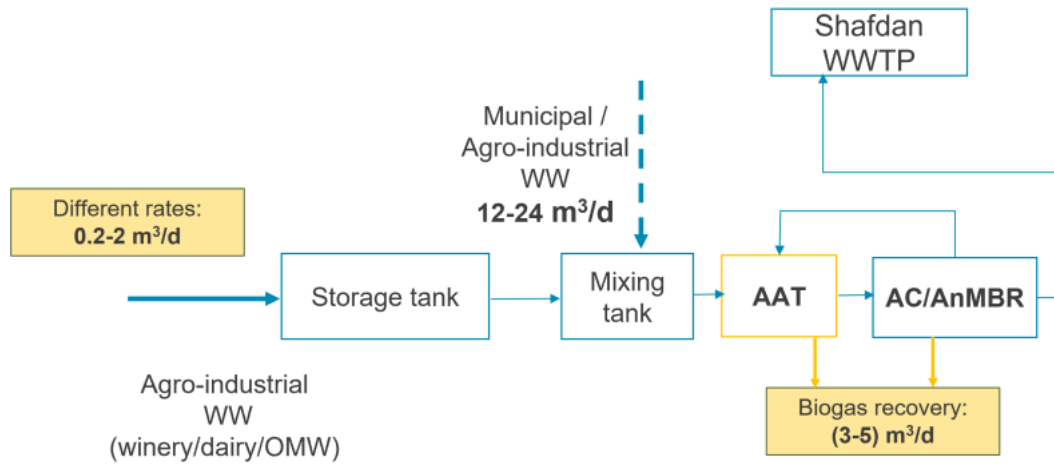 Shafdan
WWTP
Municipal /
Agro-industrial
WW
12-24 m³/d
Different rates:
0.2-2 m³/d
Storage tank
Mixing
tank
AAT
AC/AnMBR
Agro-industrial
WW
(winery/dairy/OMW)
Biogas recovery:
(3-5) m³/d